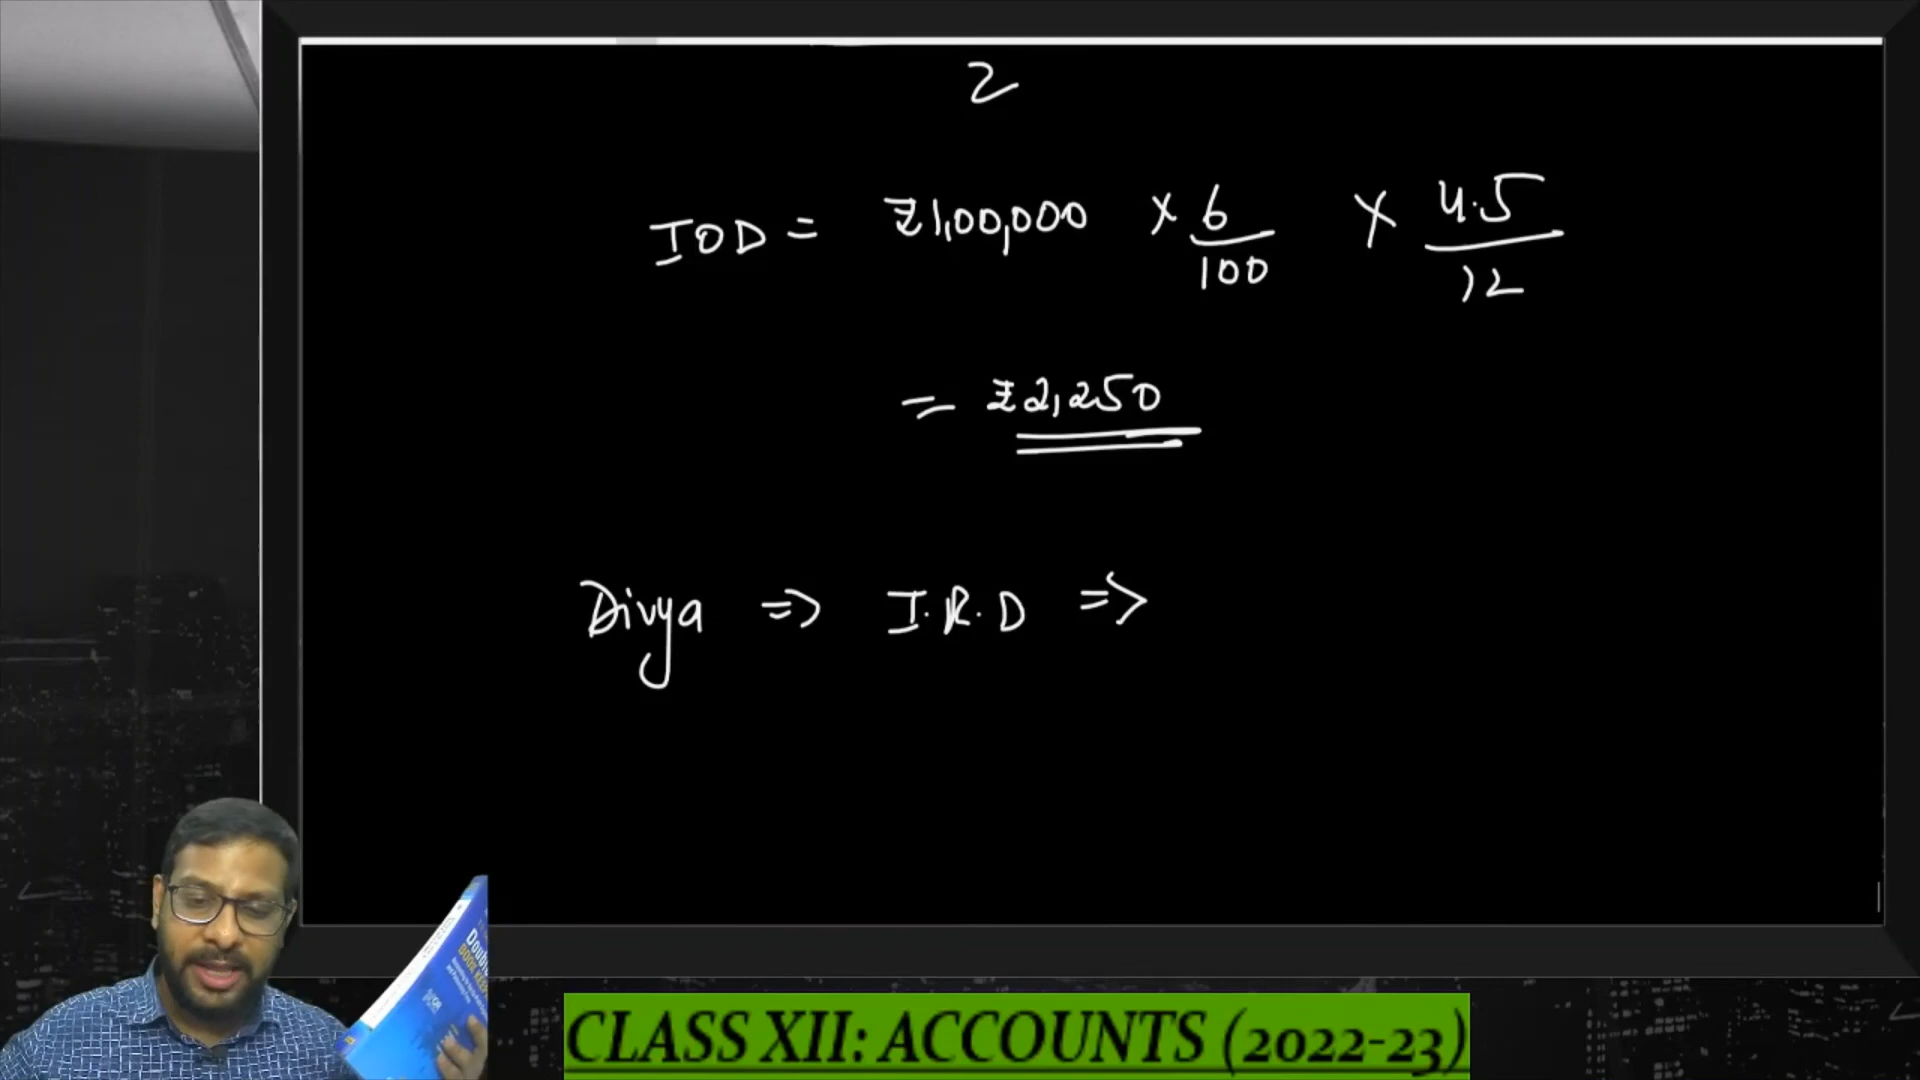 2
IOD = ₹1,00,000 × 6/100 × 4.5/12
= ₹2,250
Divya => I.R.D =>
CLASS XII: ACCOUNTS (2022-23)